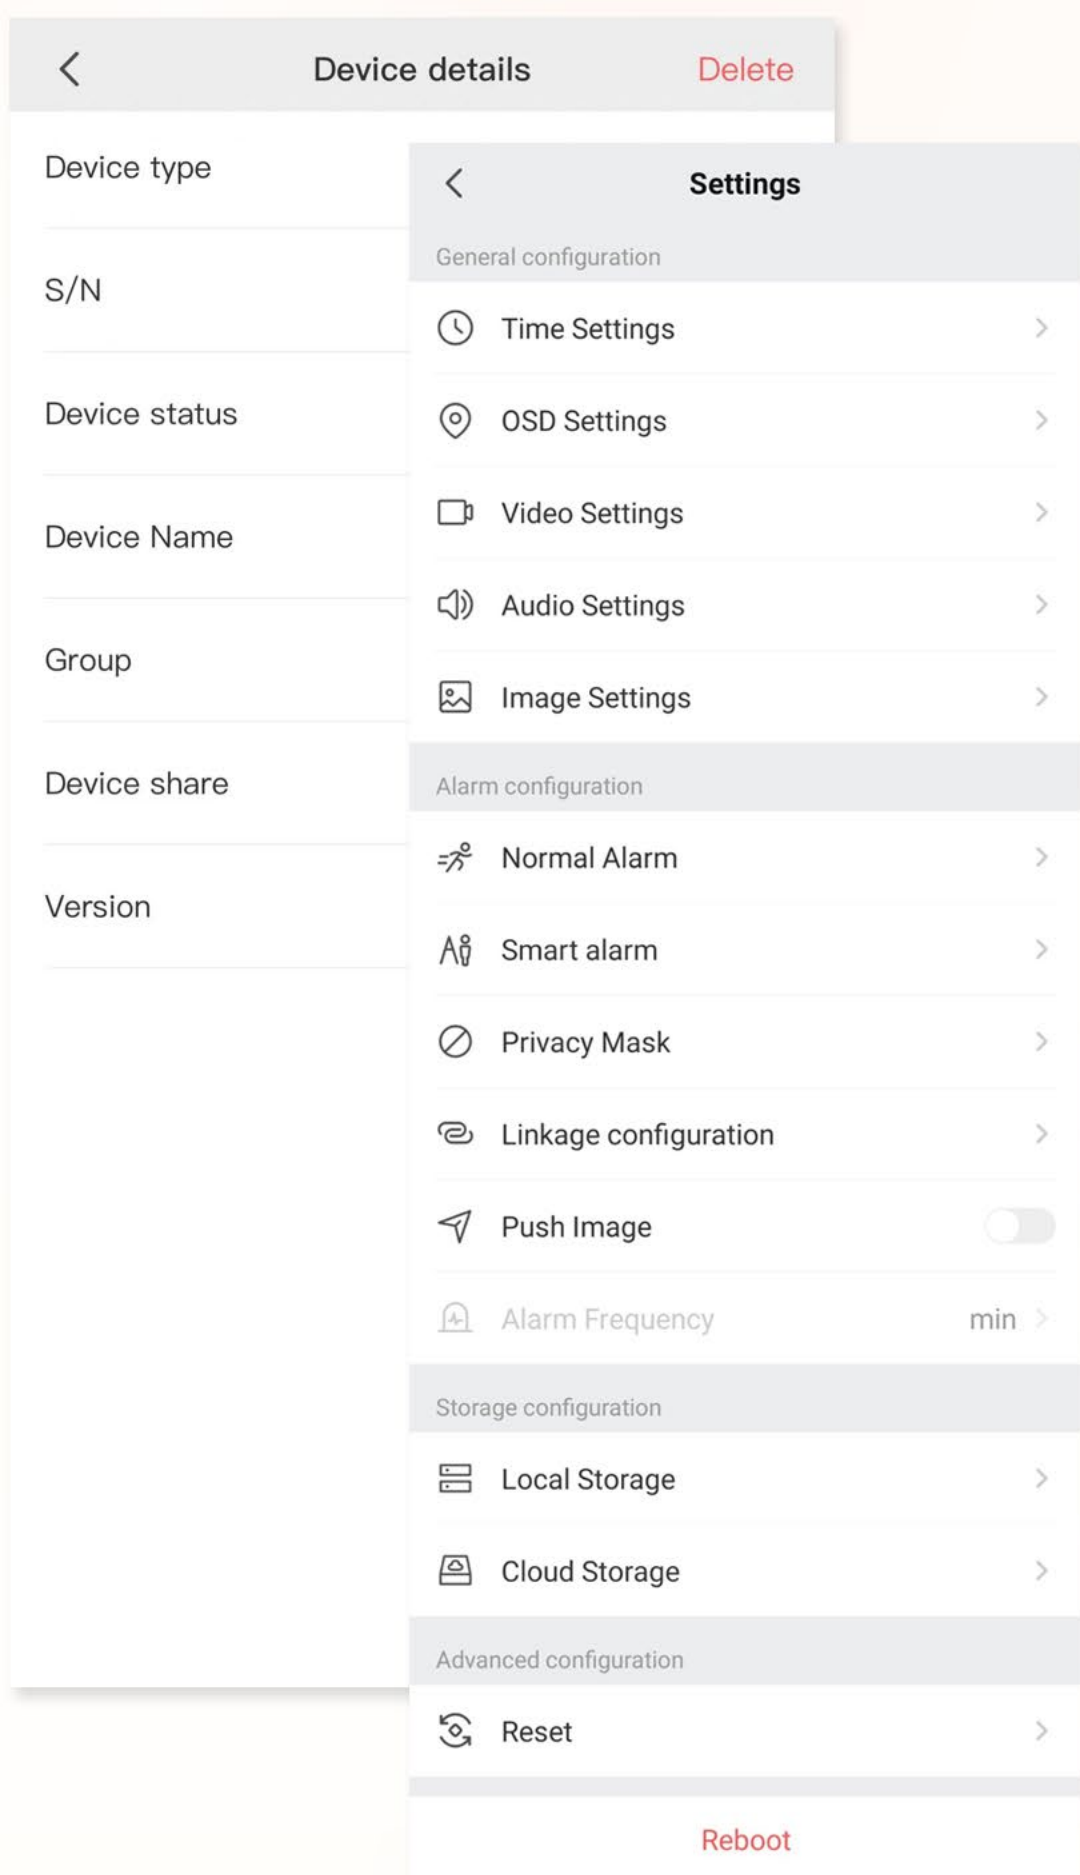 Device details
Delete
Device type
S/N
Device status
Device Name
Group
Device share
Version
Settings
General configuration
Time Settings
OSD Settings
Video Settings
Audio Settings
Image Settings
Alarm configuration
Normal Alarm
Smart alarm
Privacy Mask
Linkage configuration
Push Image
Alarm Frequency min
Storage configuration
Local Storage
Cloud Storage
Advanced configuration
Reset
Reboot